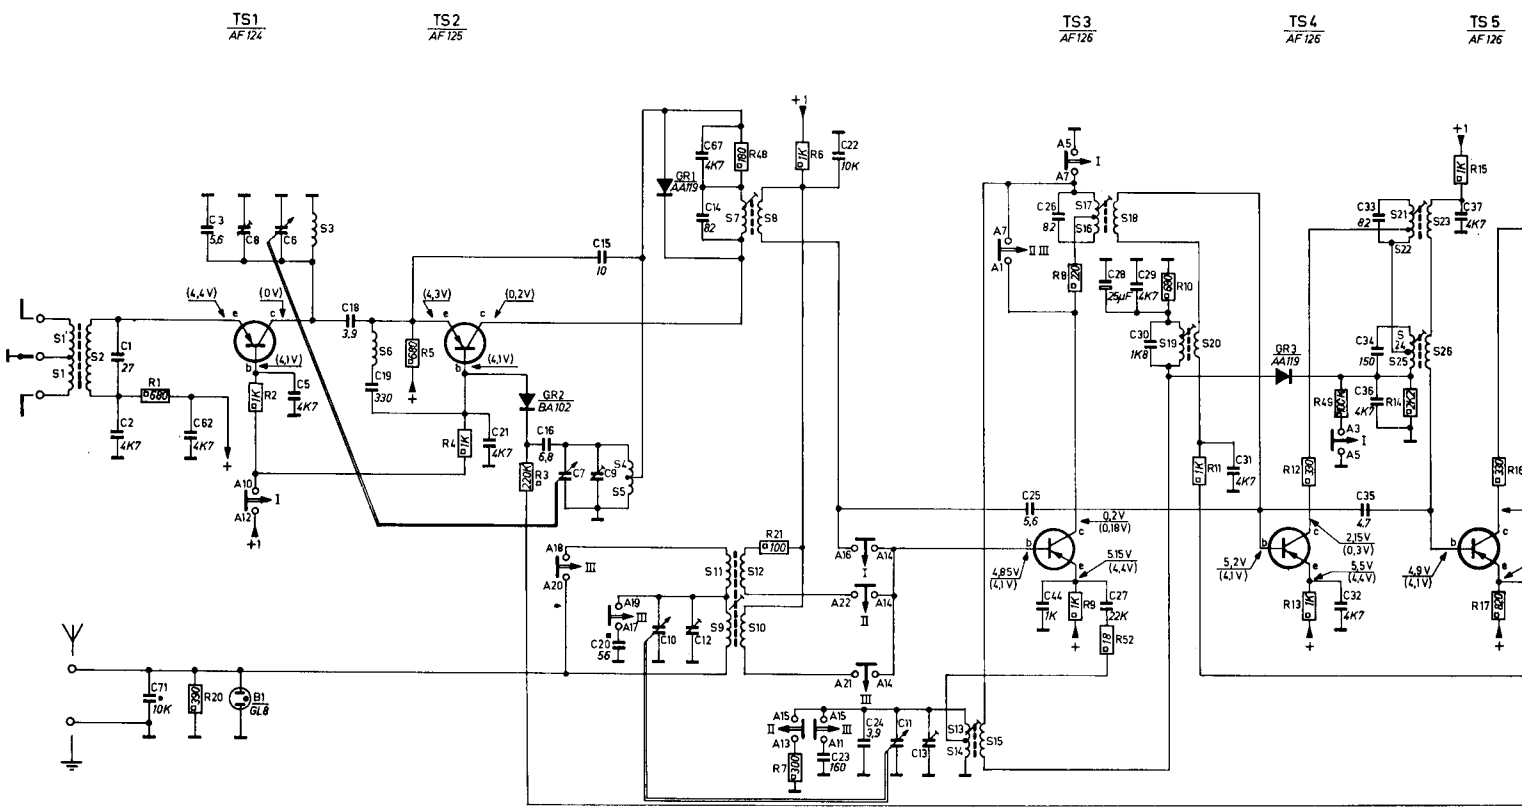 TS1
AF124
TS2
AF125
TS3
AF126
TS4
AF126
TS5
AF126
+1
C67
4K7
R48
180
1K
R6
C22
10K
GR1
AA119
C14
82
S7
S8
A5
I
A7
C26
82
S17
S16
S18
A7
II III
A1
R8
220
C28
25µF
C29
4K7
680
R10
C30
1K8
S19
S20
+1
1K
R15
C33
82
S21
S22
S23
C37
4K7
C34
150
S
24
S25
S26
GR3
AA119
R49
100K
C36
4K7
R14
2K2
A3
I
A5
C3
5,6
C8
C6
S3
C15
10
(4,4V)
(0V)
e
c
b
(4,1V)
C18
3,9
(4,3V)
(0,2V)
e
c
b
(4,1V)
S1
S1
S2
C1
27
R1
680
C2
4K7
C62
4K7
+
1K
R2
C5
4K7
S6
C19
330
680
R5
+
R4
1K
C21
4K7
GR2
BA102
C16
6,8
220K
R3
C7
C9
S4
S5
A10
I
A12
+1
R11
1K
C31
4K7
R12
330
C35
4,7
330
R16
C25
5,6
R21
100
A18
III
A20
S11
S12
S9
S10
A16
A14
I
A22
A14
II
A21
A14
III
A19
III
A17
C20
56
C10
C12
0,2V
(0,18V)
b
c
e
4,85V
(4,1V)
5,15V
(4,4V)
C44
1K
1K
R9
+
C27
22K
18
R52
2,15V
(0,3V)
b
c
e
5,2V
(4,1V)
5,5V
(4,4V)
R13
1K
C32
4K7
+
b
c
e
4,9V
(4,1V)
R17
820
+
C71
10K
390
R20
B1
GL8
A15
II
A13
R7
300
A15
III
A11
C23
160
C24
3,9
C11
C13
S13
S14
S15